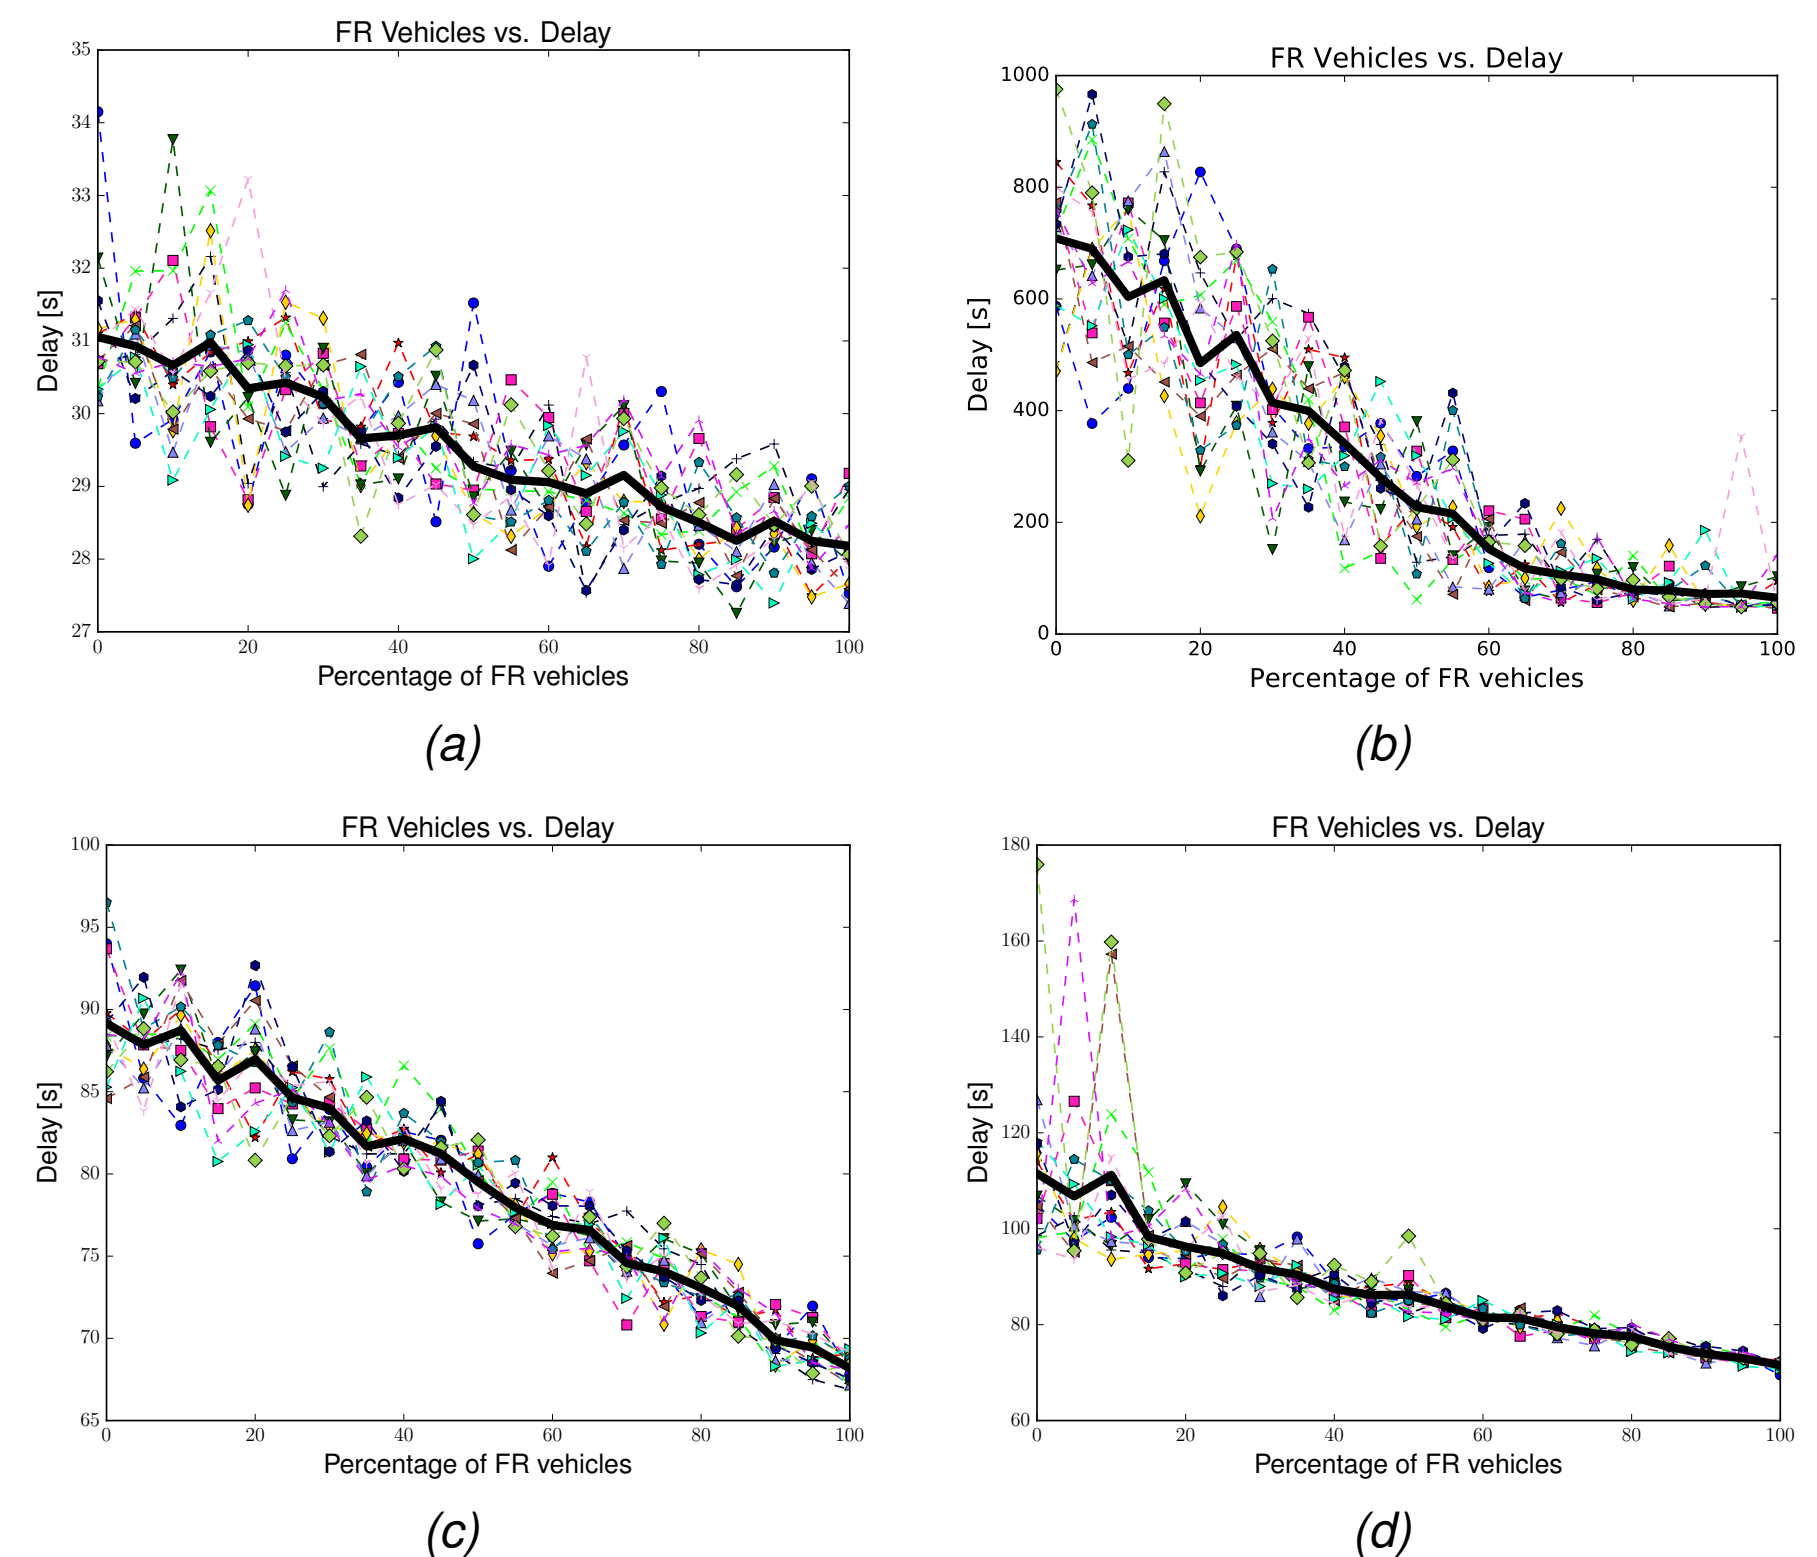 FR Vehicles vs. Delay
35
34
33
32
31
30
29
28
27
Delay [s]
0 20 40 60 80 100
Percentage of FR vehicles
(a)
FR Vehicles vs. Delay
1000
800
600
400
200
0
Delay [s]
0 20 40 60 80 100
Percentage of FR vehicles
(b)
FR Vehicles vs. Delay
100
95
90
85
80
75
70
65
Delay [s]
0 20 40 60 80 100
Percentage of FR vehicles
(c)
FR Vehicles vs. Delay
180
160
140
120
100
80
60
Delay [s]
0 20 40 60 80 100
Percentage of FR vehicles
(d)